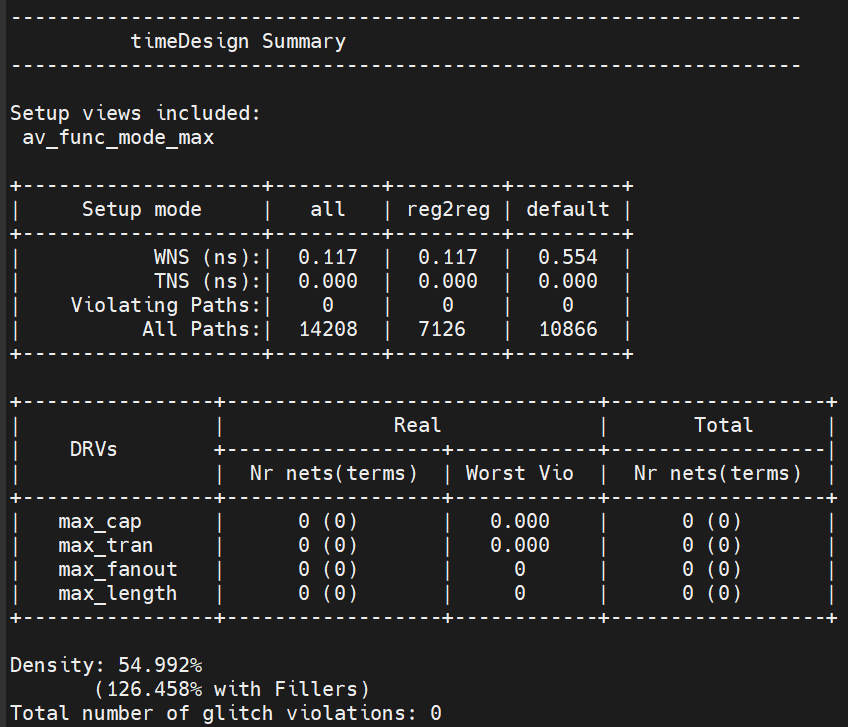 ------------------------------------------------------------------
          timeDesign Summary
------------------------------------------------------------------

Setup views included:
 av_func_mode_max

+--------------------+---------+---------+---------+
|     Setup mode     |   all   | reg2reg | default |
+--------------------+---------+---------+---------+
|           WNS (ns):|  0.117  |  0.117  |  0.554  |
|           TNS (ns):|  0.000  |  0.000  |  0.000  |
|    Violating Paths:|    0    |    0    |    0    |
|          All Paths:|  14208  |  7126   |  10866  |
+--------------------+---------+---------+---------+

+----------------+-------------------------------+------------------+
|                |              Real             |       Total      |
|    DRVs        +------------------+------------+------------------|
|                |  Nr nets(terms)  | Worst Vio  |  Nr nets(terms)  |
+----------------+------------------+------------+------------------+
|   max_cap      |      0 (0)       |   0.000    |      0 (0)       |
|   max_tran     |      0 (0)       |   0.000    |      0 (0)       |
|   max_fanout   |      0 (0)       |     0      |      0 (0)       |
|   max_length   |      0 (0)       |     0      |      0 (0)       |
+----------------+------------------+------------+------------------+

Density: 54.992%
       (126.458% with Fillers)
Total number of glitch violations: 0